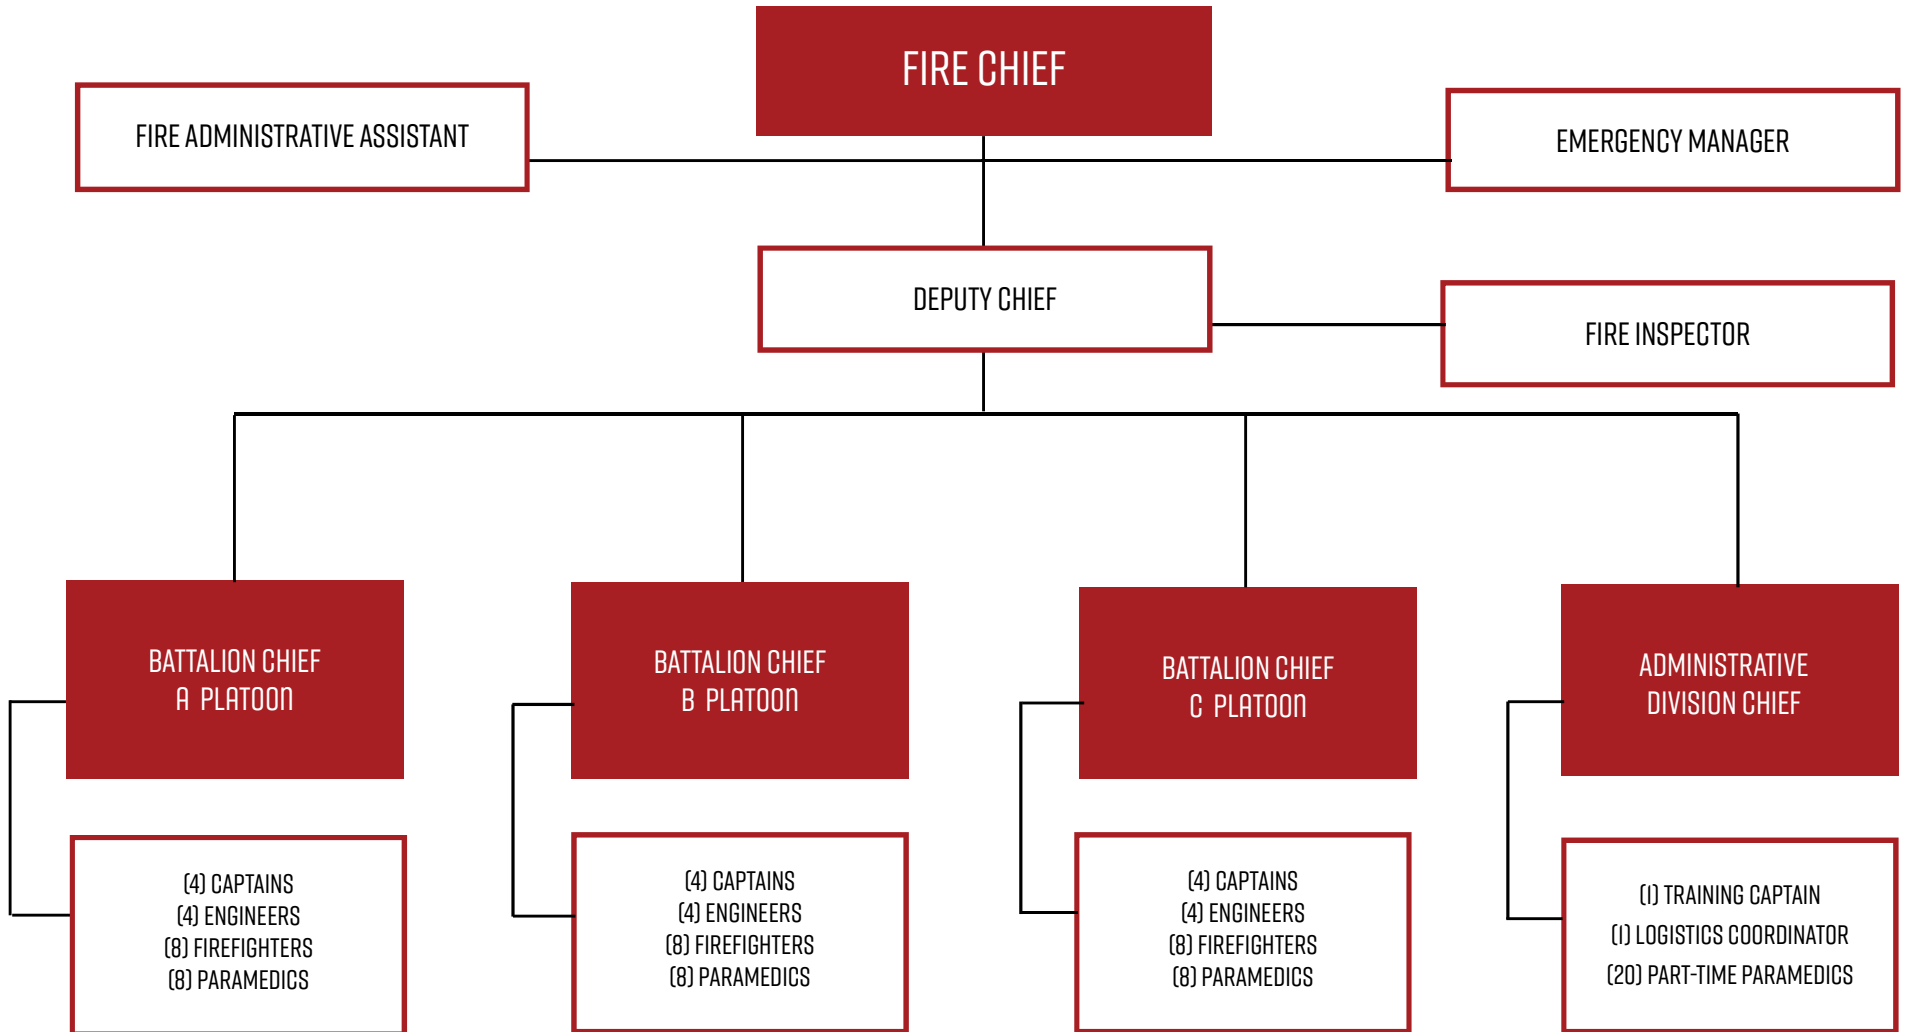 FIRE CHIEF
FIRE ADMINISTRATIVE ASSISTANT
EMERGENCY MANAGER
DEPUTY CHIEF
FIRE INSPECTOR
BATTALION CHIEF
A PLATOON
BATTALION CHIEF
B PLATOON
BATTALION CHIEF
C PLATOON
ADMINISTRATIVE
DIVISION CHIEF
(4) CAPTAINS
(4) ENGINEERS
(8) FIREFIGHTERS
(8) PARAMEDICS
(4) CAPTAINS
(4) ENGINEERS
(8) FIREFIGHTERS
(8) PARAMEDICS
(4) CAPTAINS
(4) ENGINEERS
(8) FIREFIGHTERS
(8) PARAMEDICS
(1) TRAINING CAPTAIN
(1) LOGISTICS COORDINATOR
(20) PART-TIME PARAMEDICS